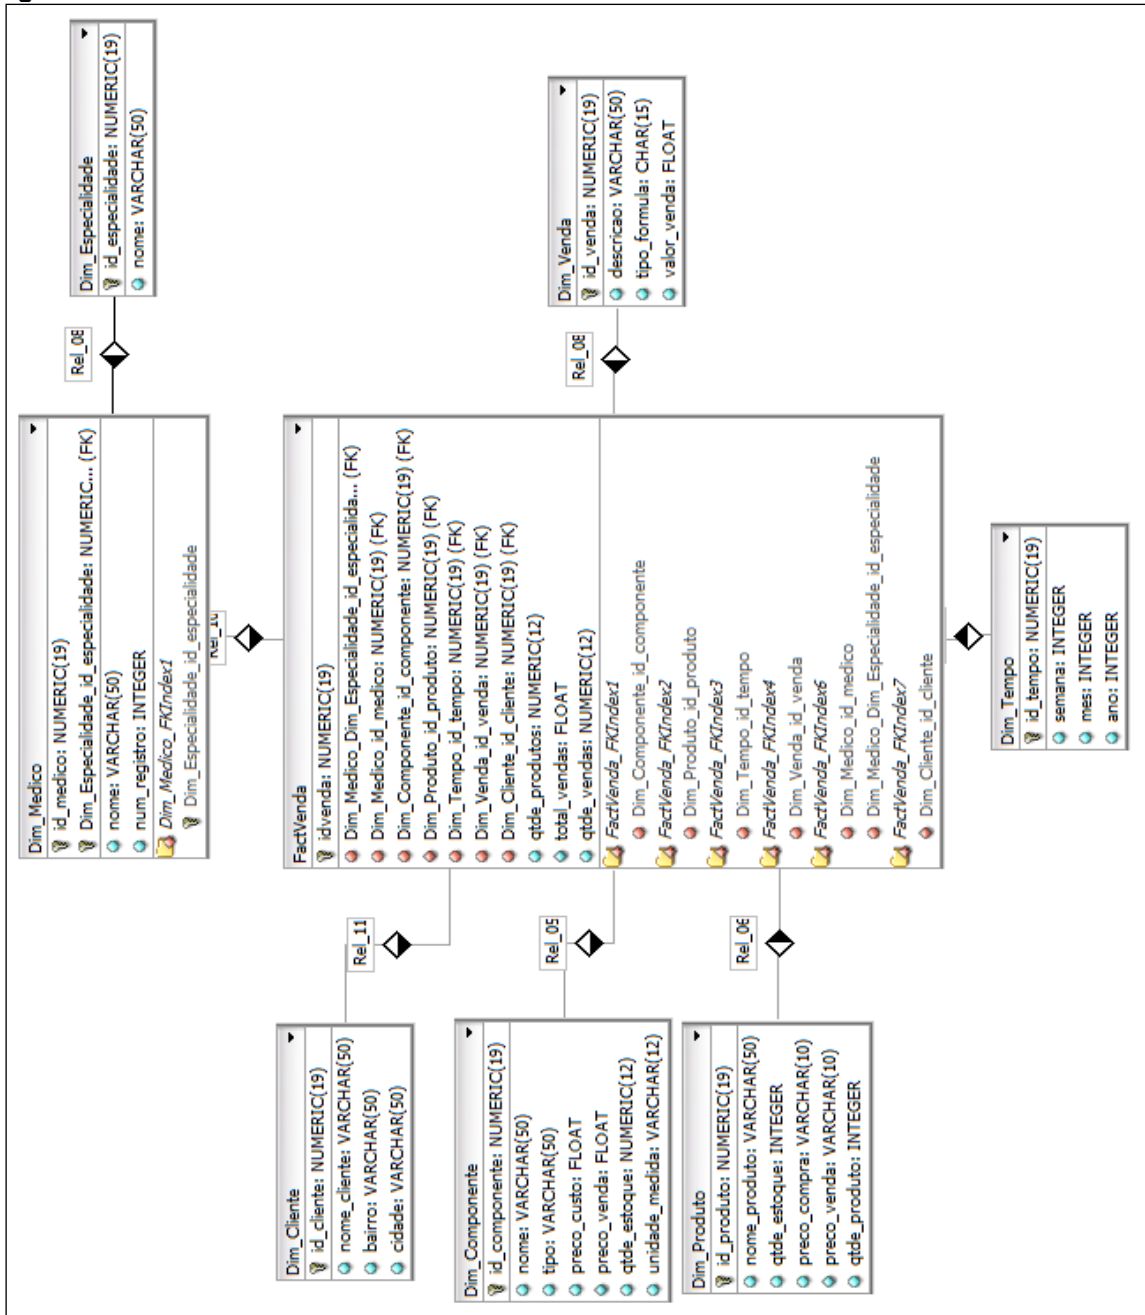 Dim_Medico
id_medico: NUMERIC(19)
Dim_Especialidade_id_especialidade: NUMERIC... (FK)
nome: VARCHAR(50)
num_registro: INTEGER
Dim_Medico_FKIndex1
Dim_Especialidade_id_especialidade
Rel_08
Dim_Especialidade
id_especialidade: NUMERIC(19)
nome: VARCHAR(50)
Rel_10
Dim_Cliente
id_cliente: NUMERIC(19)
nome_cliente: VARCHAR(50)
bairro: VARCHAR(50)
cidade: VARCHAR(50)
Rel_11
FactVenda
idvenda: NUMERIC(19)
Dim_Medico_Dim_Especialidade_id_especialida... (FK)
Dim_Medico_id_medico: NUMERIC(19) (FK)
Dim_Componente_id_componente: NUMERIC(19) (FK)
Dim_Produto_id_produto: NUMERIC(19) (FK)
Dim_Tempo_id_tempo: NUMERIC(19) (FK)
Dim_Venda_id_venda: NUMERIC(19) (FK)
Dim_Cliente_id_cliente: NUMERIC(19) (FK)
qtde_produtos: NUMERIC(12)
total_vendas: FLOAT
qtde_vendas: NUMERIC(12)
FactVenda_FKIndex1
Dim_Componente_id_componente
FactVenda_FKIndex2
Dim_Produto_id_produto
FactVenda_FKIndex3
Dim_Tempo_id_tempo
FactVenda_FKIndex4
Dim_Venda_id_venda
FactVenda_FKIndex6
Dim_Medico_id_medico
Dim_Medico_Dim_Especialidade_id_especialidade
FactVenda_FKIndex7
Dim_Cliente_id_cliente
Rel_08
Dim_Venda
id_venda: NUMERIC(19)
descricao: VARCHAR(50)
tipo_formula: CHAR(15)
valor_venda: FLOAT
Dim_Componente
id_componente: NUMERIC(19)
nome: VARCHAR(50)
tipo: VARCHAR(50)
preco_custo: FLOAT
preco_venda: FLOAT
qtde_estoque: NUMERIC(12)
unidade_medida: VARCHAR(12)
Rel_05
Dim_Produto
id_produto: NUMERIC(19)
nome_produto: VARCHAR(50)
qtde_estoque: INTEGER
preco_compra: VARCHAR(10)
preco_venda: VARCHAR(10)
qtde_produto: INTEGER
Rel_06
Dim_Tempo
id_tempo: NUMERIC(19)
semana: INTEGER
mes: INTEGER
ano: INTEGER